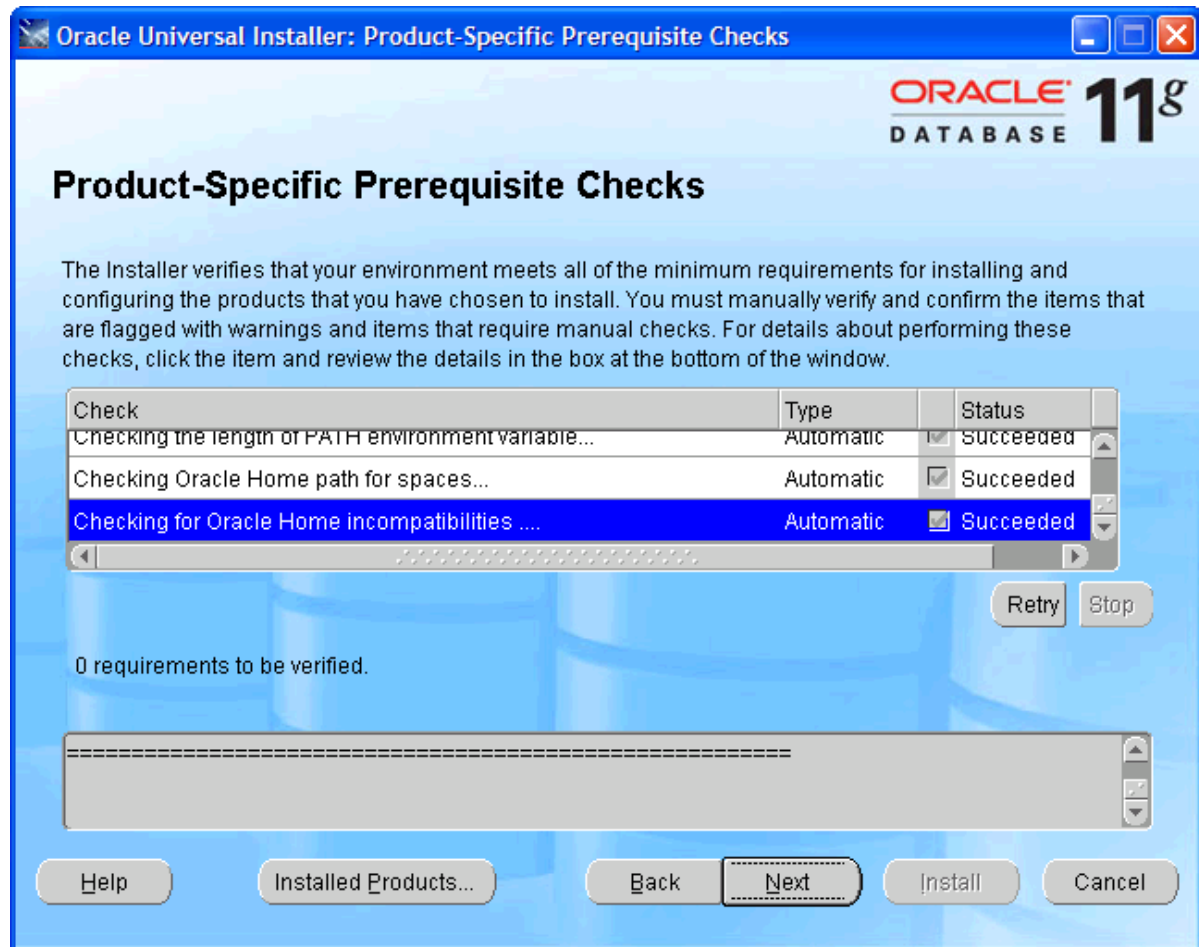 Oracle Universal Installer: Product-Specific Prerequisite Checks
ORACLE 11g
DATABASE
Product-Specific Prerequisite Checks
The Installer verifies that your environment meets all of the minimum requirements for installing and
configuring the products that you have chosen to install. You must manually verify and confirm the items that
are flagged with warnings and items that require manual checks. For details about performing these
checks, click the item and review the details in the box at the bottom of the window.
Check Type Status
Checking the length of PATH environment variable... Automatic Succeeded
Checking Oracle Home path for spaces... Automatic Succeeded
Checking for Oracle Home incompatibilities .... Automatic Succeeded
Retry Stop
0 requirements to be verified.
========================================================
Help Installed Products... Back Next Install Cancel